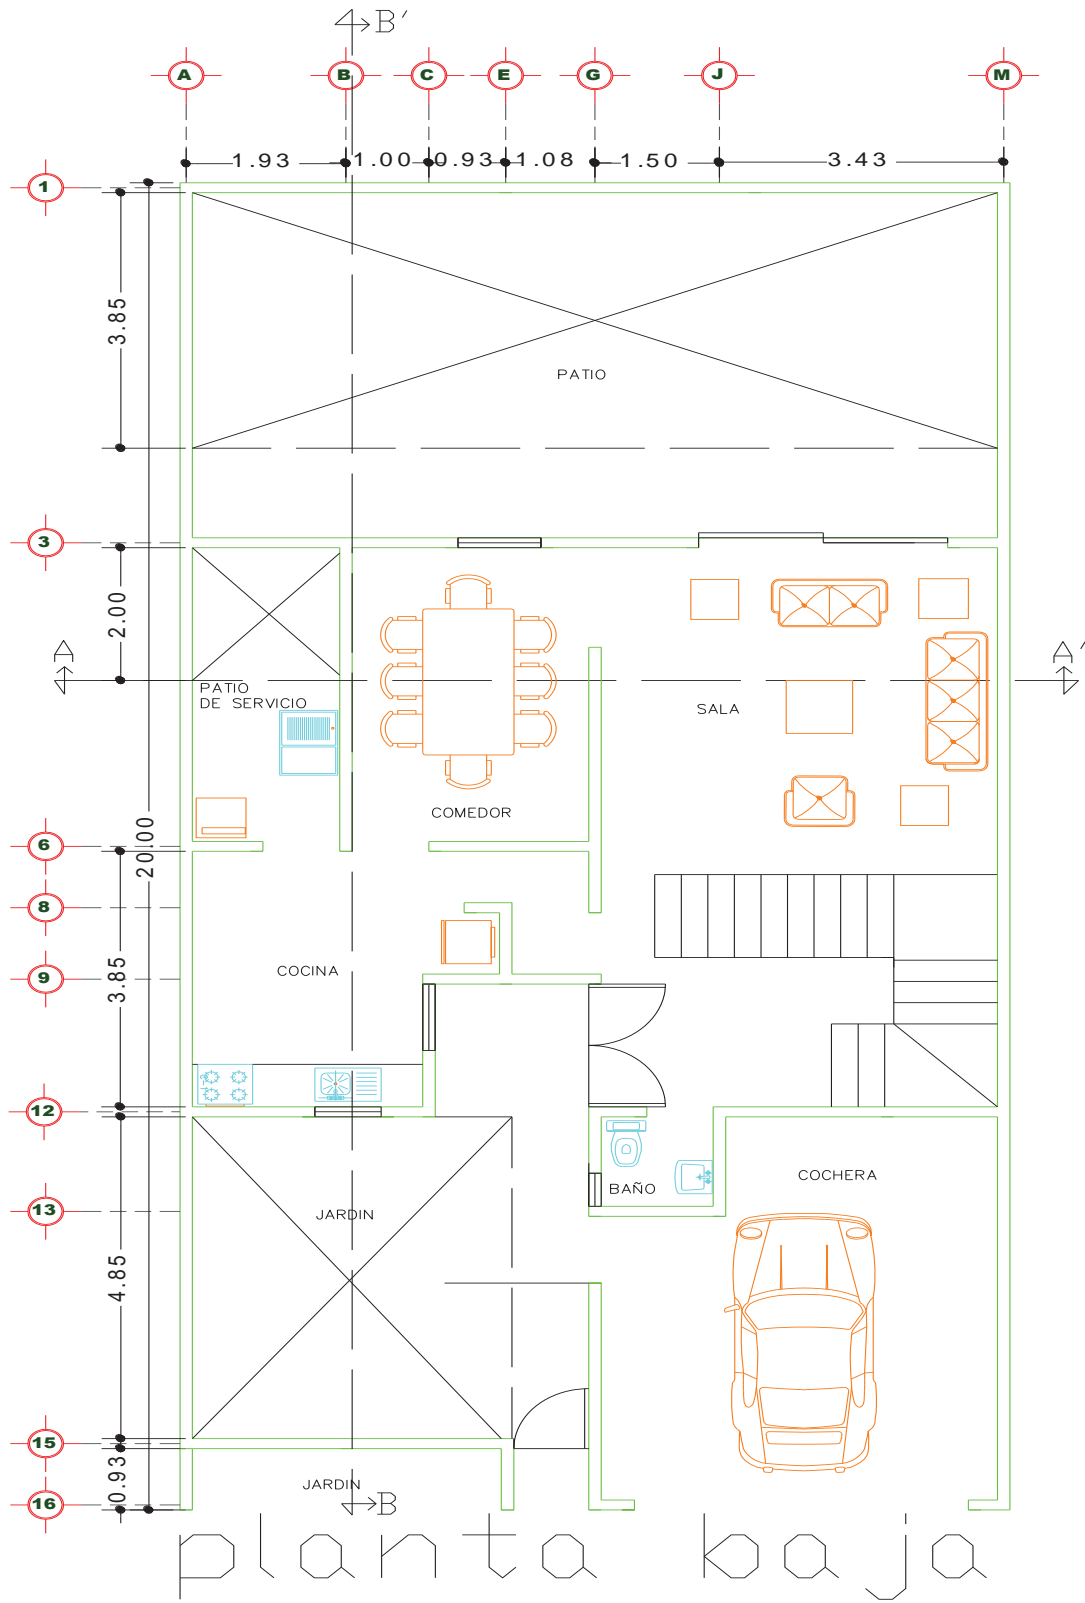 B'
A B C E G J M
1.93 1.00 0.93 1.08 1.50 3.43
1
3.85
PATIO
3
2.00
A
A'
PATIO
DE SERVICIO
SALA
COMEDOR
6
20.00
8
3.85
COCINA
9
12
COCHERA
BAÑO
13
JARDIN
4.85
15
0.93
JARDIN
16
B
planta baja